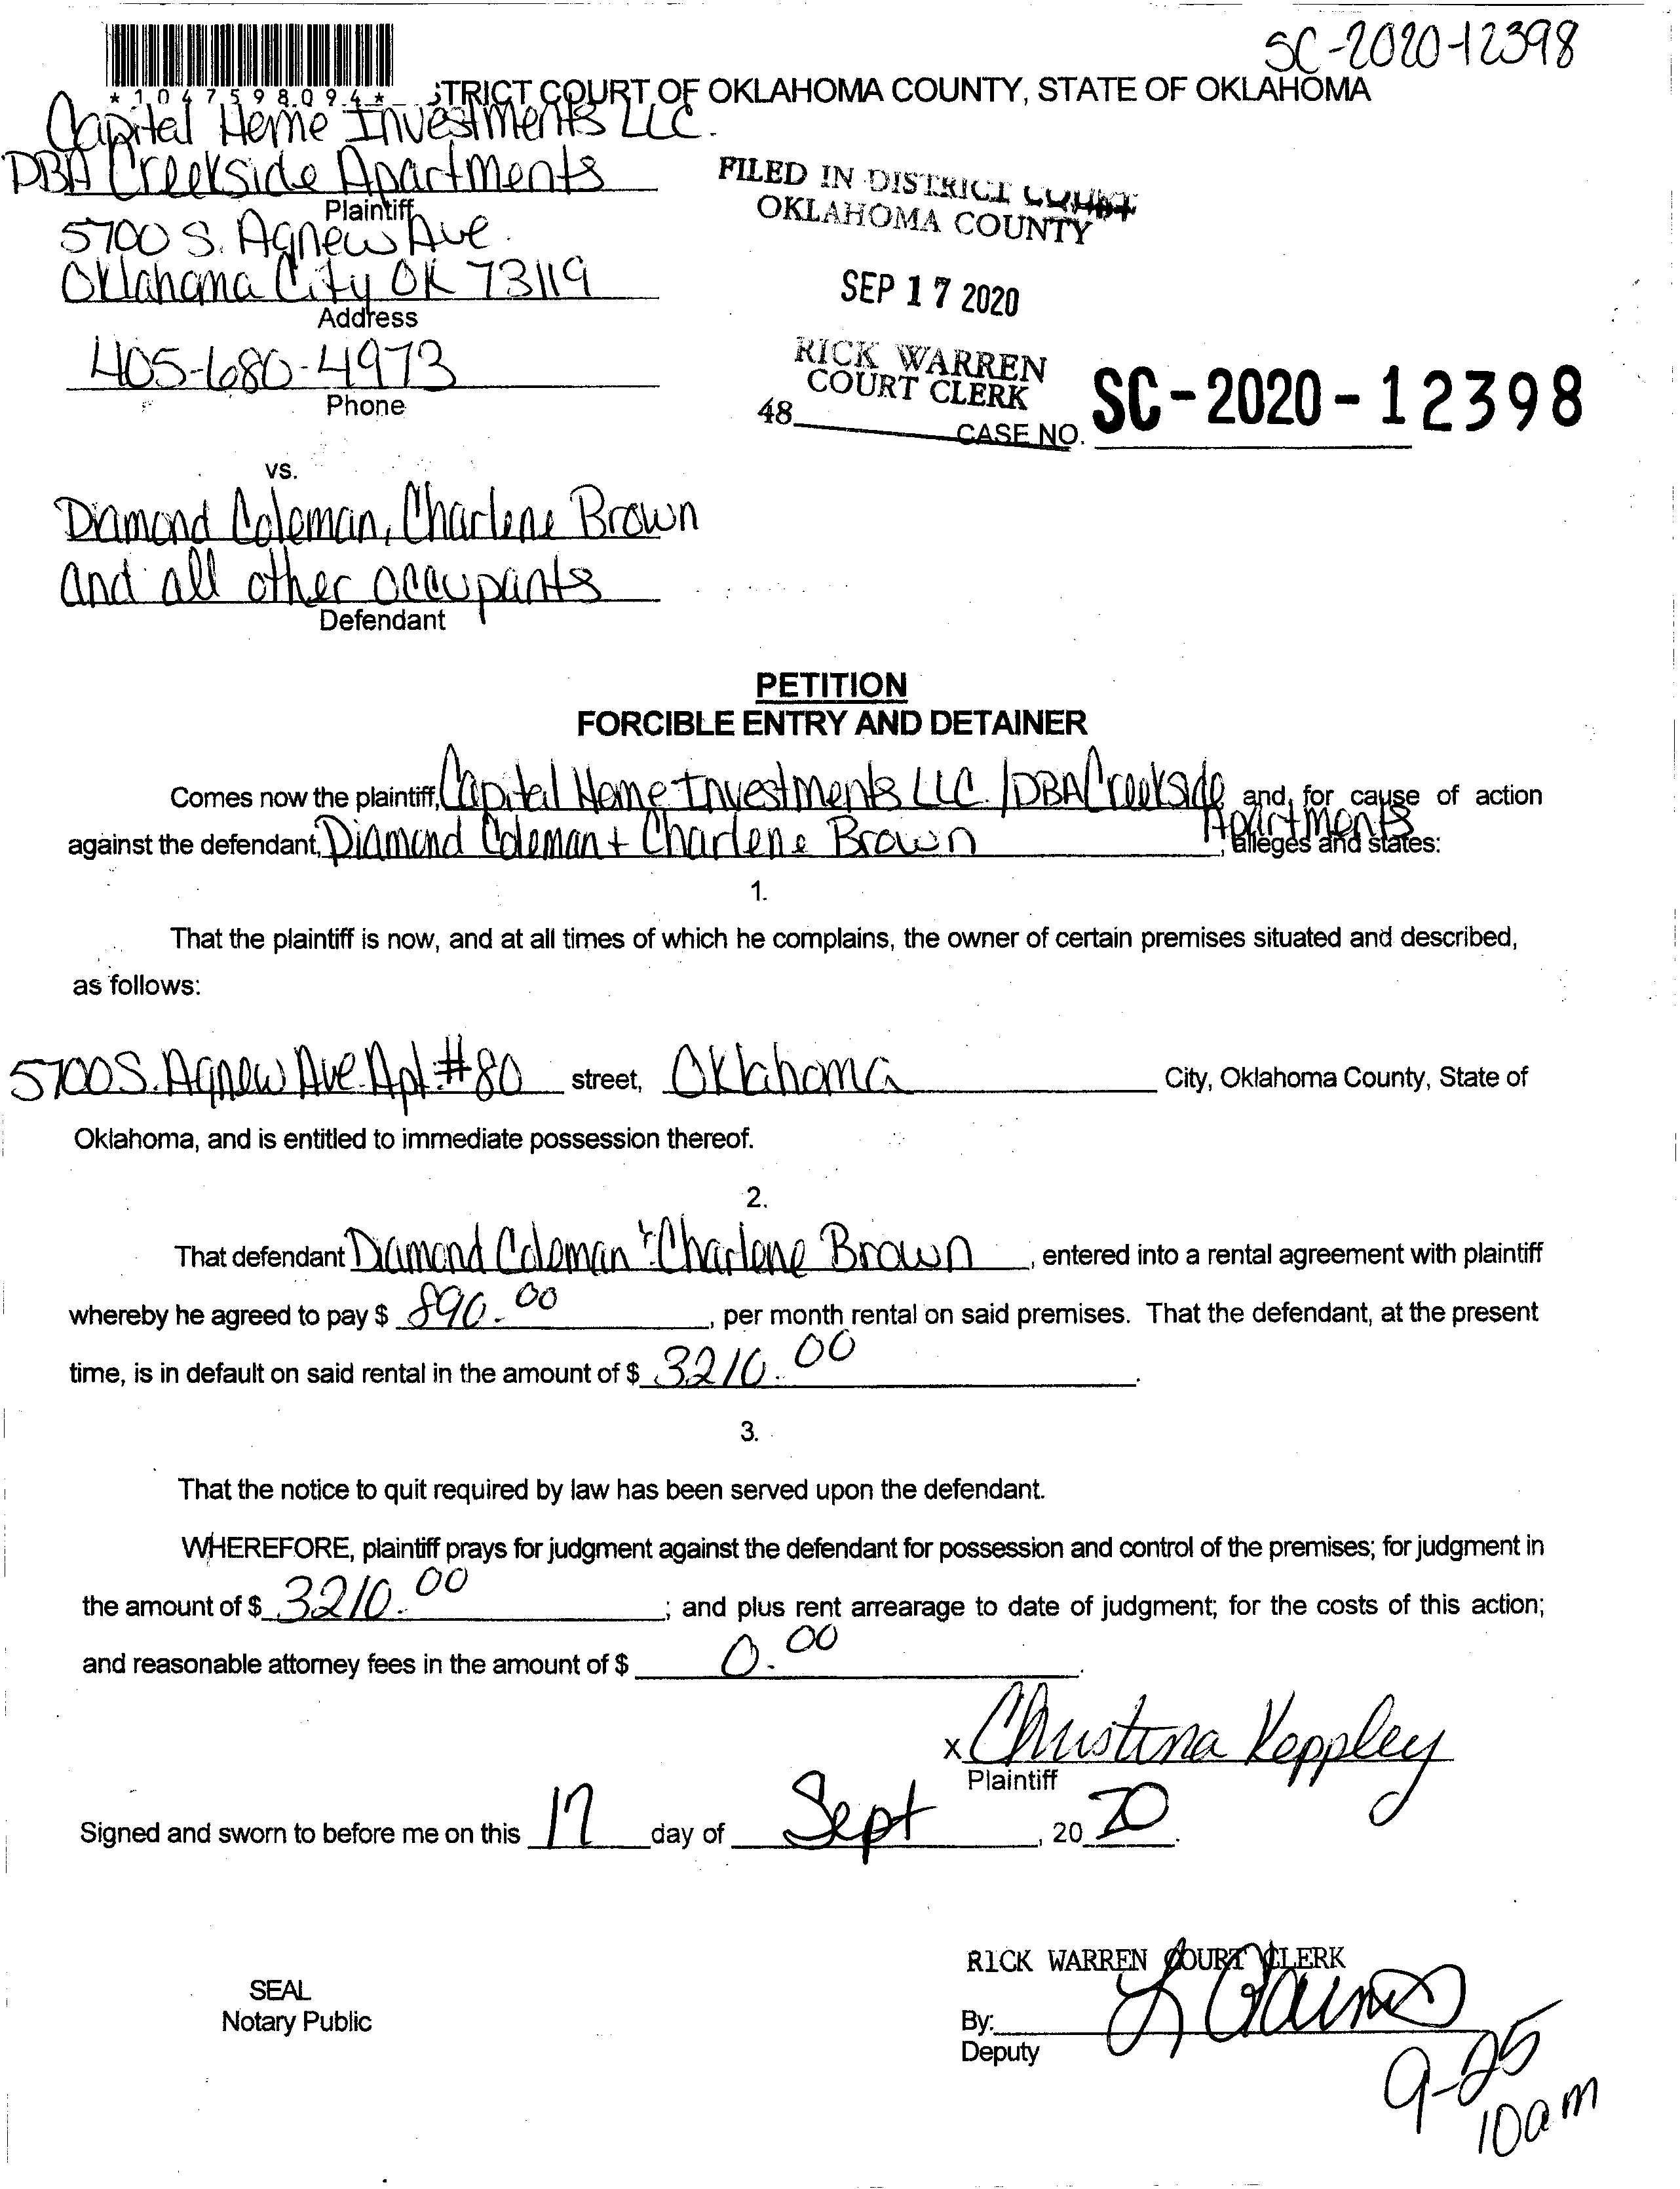 SC-2020-12398
*1047598094* STRICT COURT OF OKLAHOMA COUNTY, STATE OF OKLAHOMA
Capital Home Investments LLC.
DBA Creekside Apartments
Plaintiff
5700 S. Agnew Ave.
Oklahoma City OK 73119
Address
405-680-4973
Phone
FILED IN DISTRICT COURT
OKLAHOMA COUNTY
SEP 17 2020
RICK WARREN
COURT CLERK
48
CASE NO. SC-2020-12398
vs.
Diamond Coleman, Charlene Brown
and all other occupants
Defendant
PETITION
FORCIBLE ENTRY AND DETAINER
Comes now the plaintiff, Capital Home Investments LLC. / DBA Creekside Apartments and, for cause of action
against the defendant, Diamond Coleman + Charlene Brown, alleges and states:
1.
That the plaintiff is now, and at all times of which he complains, the owner of certain premises situated and described,
as follows:
5700 S. Agnew Ave. Apt. #80 street, Oklahoma City, Oklahoma County, State of
Oklahoma, and is entitled to immediate possession thereof.
2.
That defendant Diamond Coleman + Charlene Brown, entered into a rental agreement with plaintiff
whereby he agreed to pay $ 890.00, per month rental on said premises. That the defendant, at the present
time, is in default on said rental in the amount of $ 3210.00.
3.
That the notice to quit required by law has been served upon the defendant.
WHEREFORE, plaintiff prays for judgment against the defendant for possession and control of the premises; for judgment in
the amount of $ 3210.00; and plus rent arrearage to date of judgment; for the costs of this action;
and reasonable attorney fees in the amount of $ 0.00.
x Christina Keppley
Plaintiff
Signed and sworn to before me on this 17 day of Sept, 20 20.
SEAL
Notary Public
RICK WARREN COURT CLERK
By:
Deputy
9-25
10am